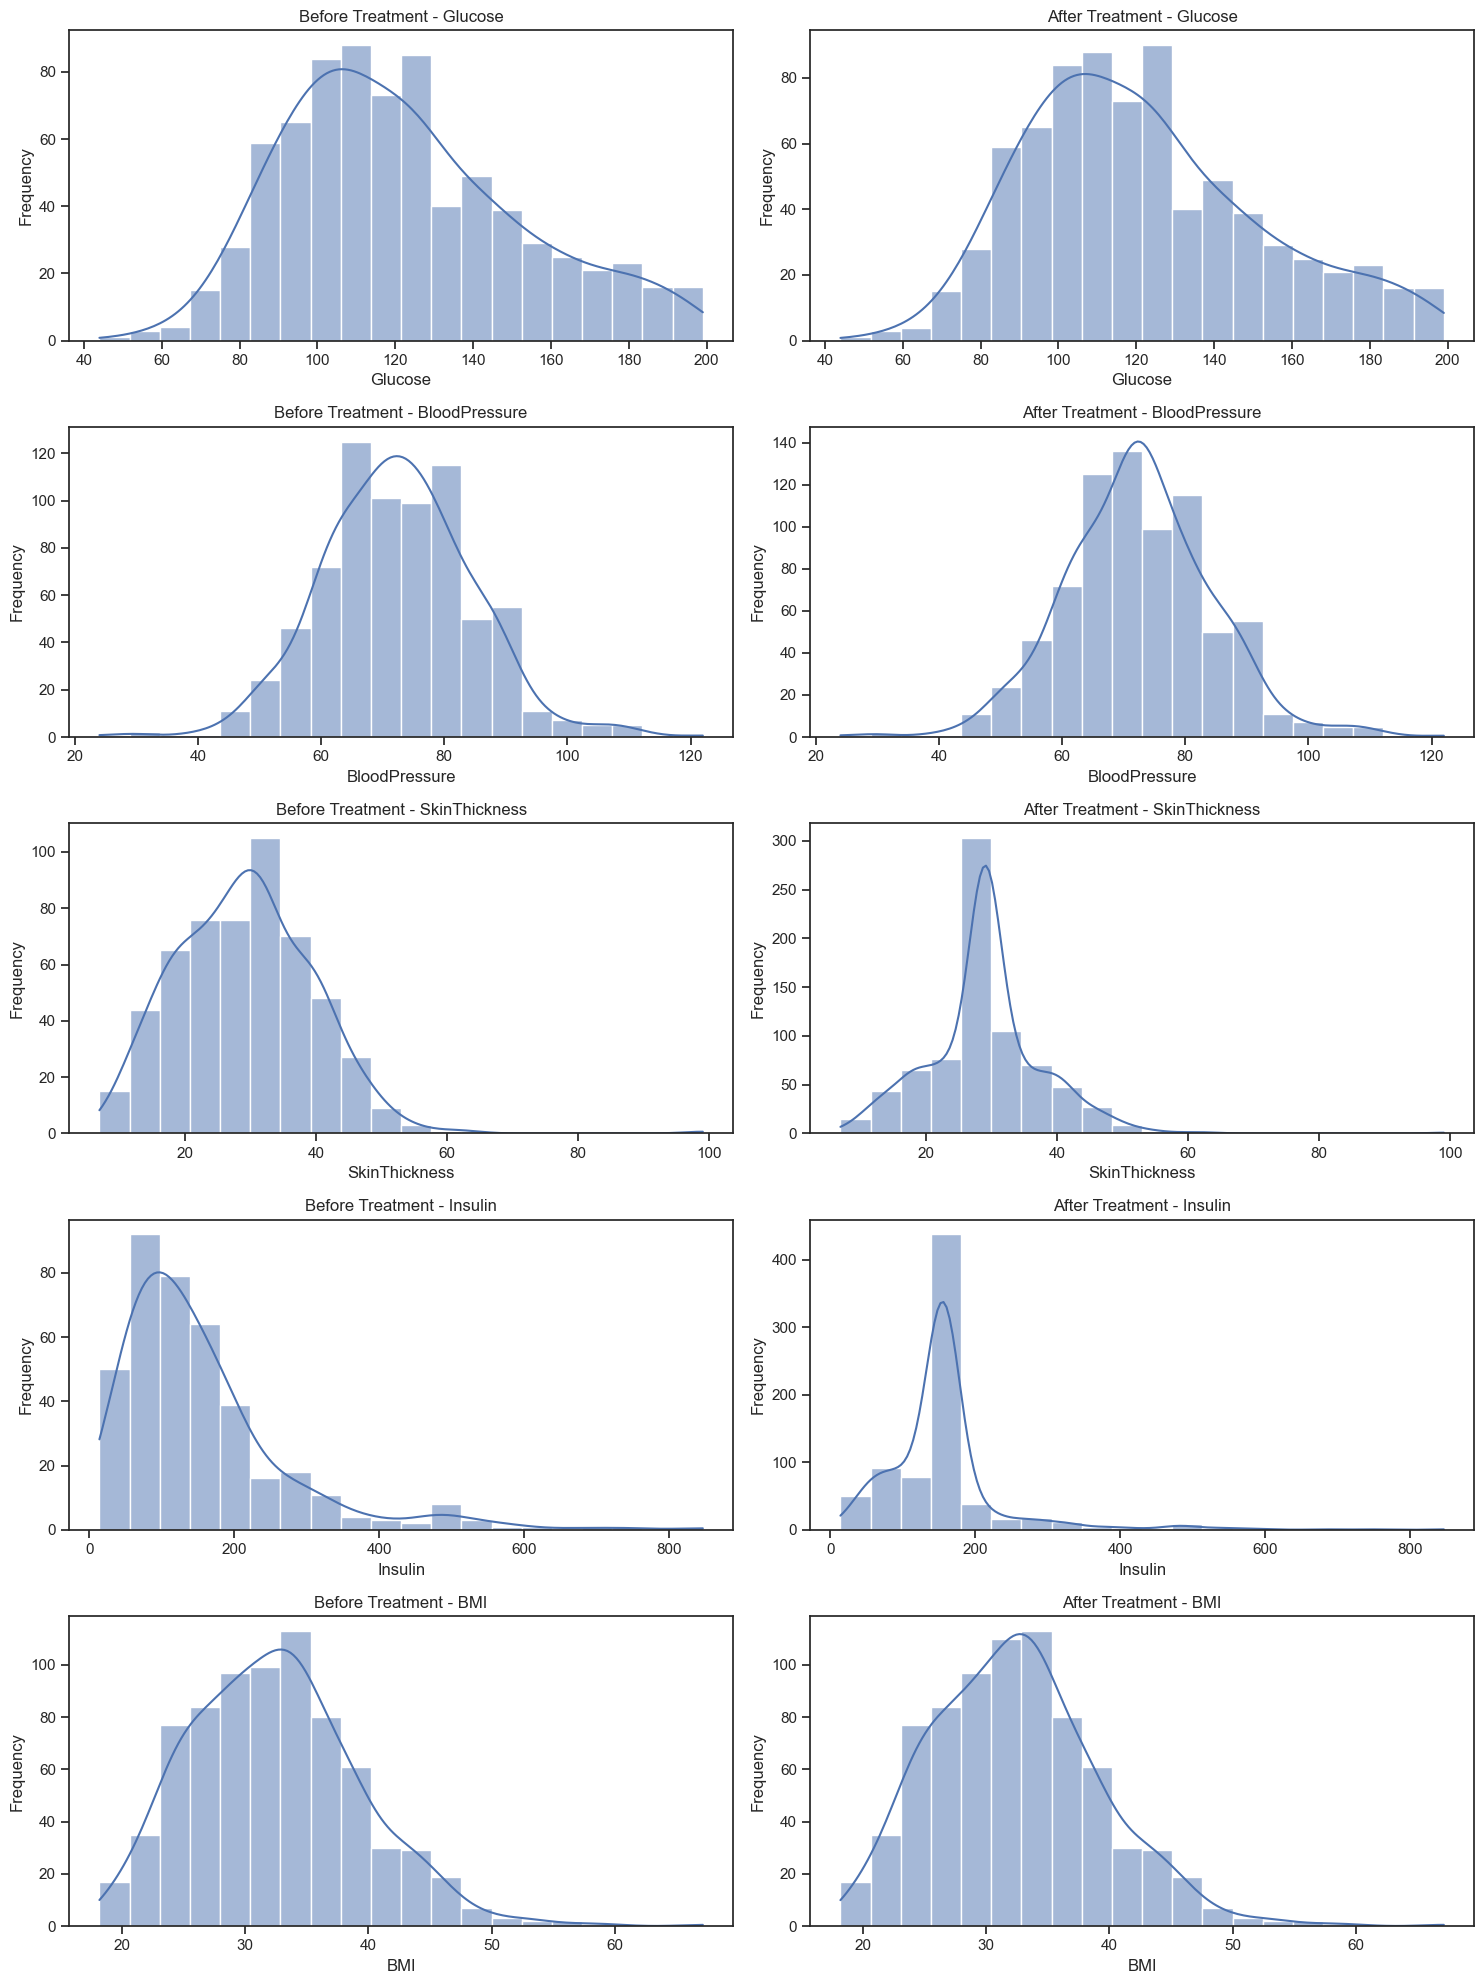 Before Treatment - Glucose
After Treatment - Glucose
80
60
40
20
0
Frequency
40 60 80 100 120 140 160 180 200
Glucose
80
60
40
20
0
Frequency
40 60 80 100 120 140 160 180 200
Glucose
Before Treatment - BloodPressure
After Treatment - BloodPressure
120
100
80
60
40
20
0
Frequency
20 40 60 80 100 120
BloodPressure
140
120
100
80
60
40
20
0
Frequency
20 40 60 80 100 120
BloodPressure
Before Treatment - SkinThickness
After Treatment - SkinThickness
100
80
60
40
20
0
Frequency
20 40 60 80 100
SkinThickness
300
250
200
150
100
50
0
Frequency
20 40 60 80 100
SkinThickness
Before Treatment - Insulin
After Treatment - Insulin
80
60
40
20
0
Frequency
0 200 400 600 800
Insulin
400
300
200
100
0
Frequency
0 200 400 600 800
Insulin
Before Treatment - BMI
After Treatment - BMI
100
80
60
40
20
0
Frequency
20 30 40 50 60
BMI
100
80
60
40
20
0
Frequency
20 30 40 50 60
BMI